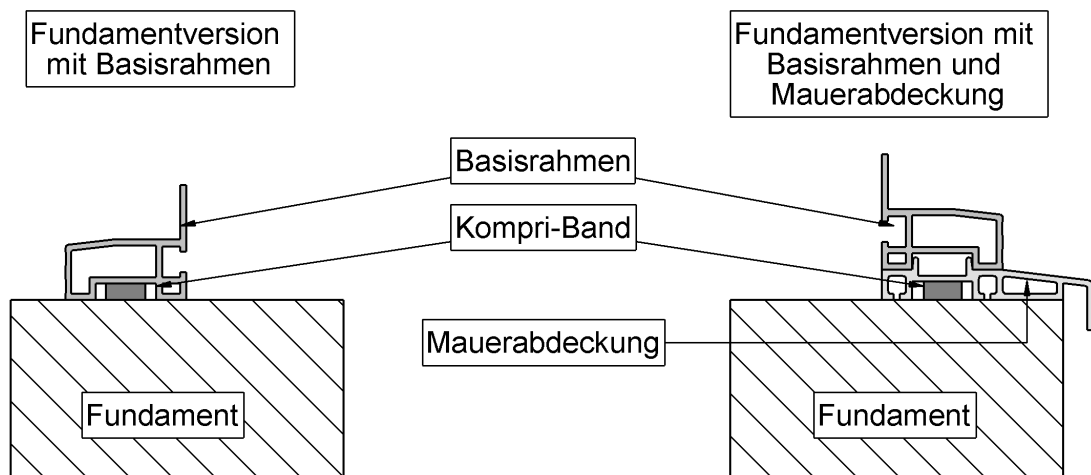 Fundamentversion
mit Basisrahmen
Fundamentversion mit
Basisrahmen und
Mauerabdeckung
Basisrahmen
Kompri-Band
Mauerabdeckung
Fundament
Fundament